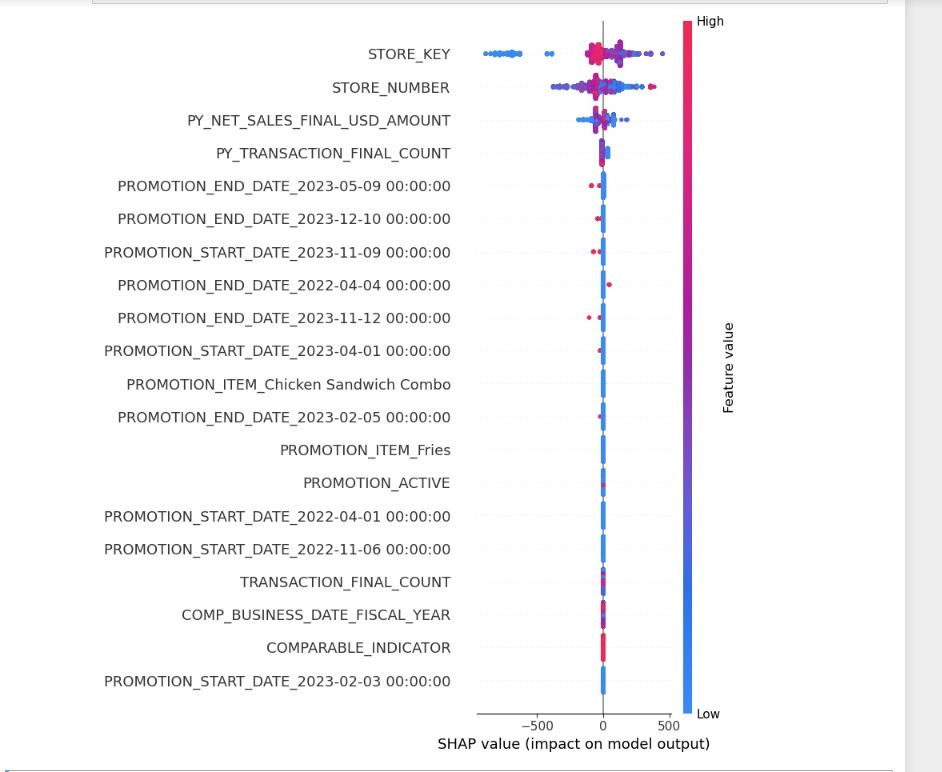 High
STORE_KEY
STORE_NUMBER
PY_NET_SALES_FINAL_USD_AMOUNT
PY_TRANSACTION_FINAL_COUNT
PROMOTION_END_DATE_2023-05-09 00:00:00
PROMOTION_END_DATE_2023-12-10 00:00:00
PROMOTION_START_DATE_2023-11-09 00:00:00
PROMOTION_END_DATE_2022-04-04 00:00:00
PROMOTION_END_DATE_2023-11-12 00:00:00
PROMOTION_START_DATE_2023-04-01 00:00:00
PROMOTION_ITEM_Chicken Sandwich Combo
PROMOTION_END_DATE_2023-02-05 00:00:00
PROMOTION_ITEM_Fries
PROMOTION_ACTIVE
PROMOTION_START_DATE_2022-04-01 00:00:00
PROMOTION_START_DATE_2022-11-06 00:00:00
TRANSACTION_FINAL_COUNT
COMP_BUSINESS_DATE_FISCAL_YEAR
COMPARABLE_INDICATOR
PROMOTION_START_DATE_2023-02-03 00:00:00
Feature value
Low
−500 0 500
SHAP value (impact on model output)